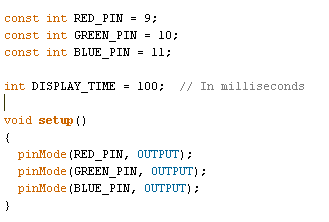 const int RED_PIN = 9;
const int GREEN_PIN = 10;
const int BLUE_PIN = 11;
int DISPLAY_TIME = 100;  // In milliseconds
void setup()
{
  pinMode(RED_PIN, OUTPUT);
  pinMode(GREEN_PIN, OUTPUT);
  pinMode(BLUE_PIN, OUTPUT);
}